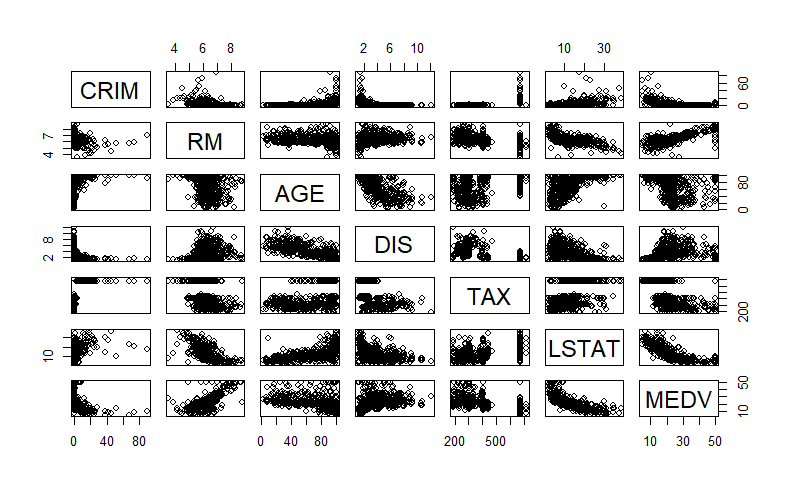 4 6 8 2 6 10 10 30
CRIM
0 60
4 7
RM
AGE
0 80
2 8
DIS
TAX
200
10
LSTAT
MEDV
10 50
0 40 80 0 40 80 200 500 10 30 50